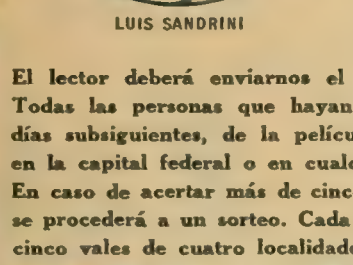 LUIS SANDRINI
El lector deberá enviarnos el
Todas las personas que hayan
días subsiguientes, de la pelícu
en la capital federal o en cualq
En caso de acertar más de cinc
se procederá a un sorteo. Cada
cinco vales de cuatro localidade